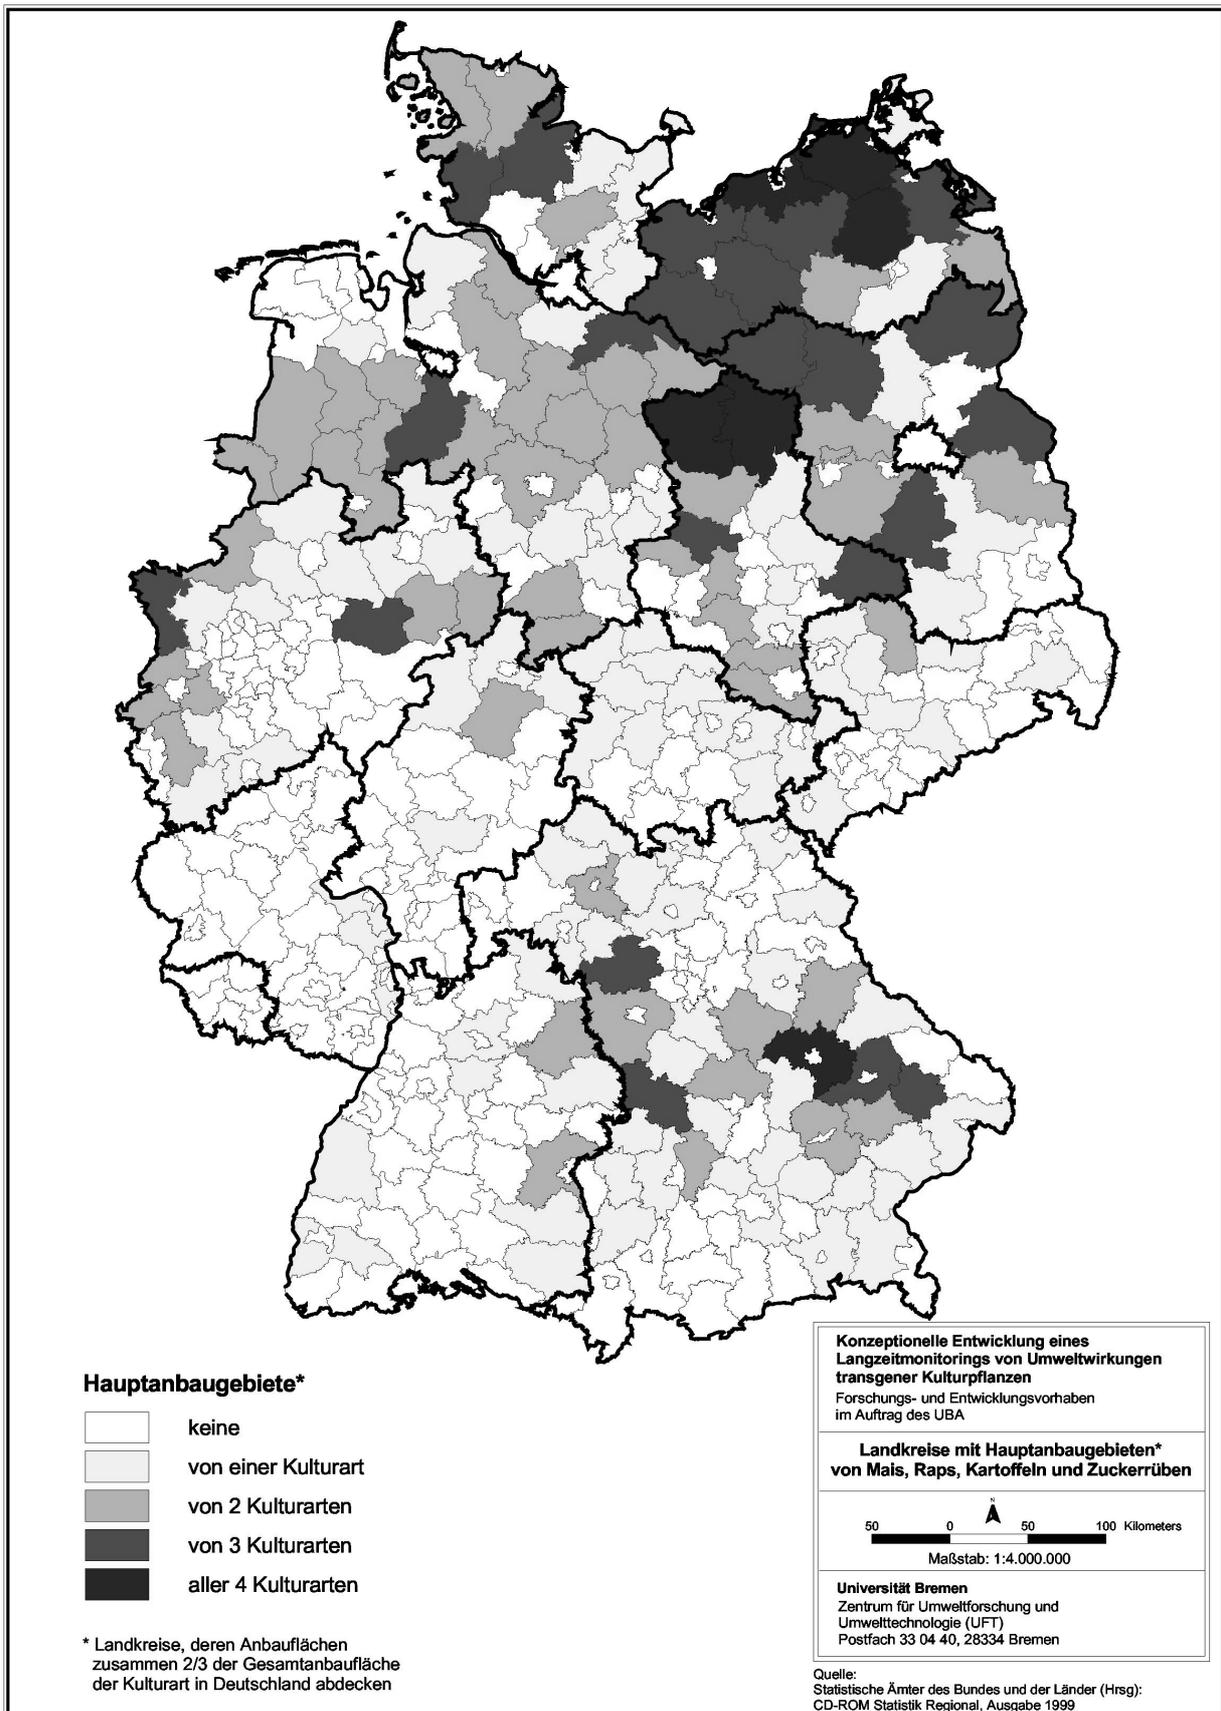 Hauptanbaugebiete*
keine
von einer Kulturart
von 2 Kulturarten
von 3 Kulturarten
aller 4 Kulturarten
* Landkreise, deren Anbauflächen
zusammen 2/3 der Gesamtanbaufläche
der Kulturart in Deutschland abdecken
Konzeptionelle Entwicklung eines
Langzeitmonitorings von Umweltwirkungen
transgener Kulturpflanzen
Forschungs- und Entwicklungsvorhaben
im Auftrag des UBA
Landkreise mit Hauptanbaugebieten*
von Mais, Raps, Kartoffeln und Zuckerrüben
N
50 0 50 100 Kilometers
Maßstab: 1:4.000.000
Universität Bremen
Zentrum für Umweltforschung und
Umwelttechnologie (UFT)
Postfach 33 04 40, 28334 Bremen
Quelle:
Statistische Ämter des Bundes und der Länder (Hrsg):
CD-ROM Statistik Regional, Ausgabe 1999